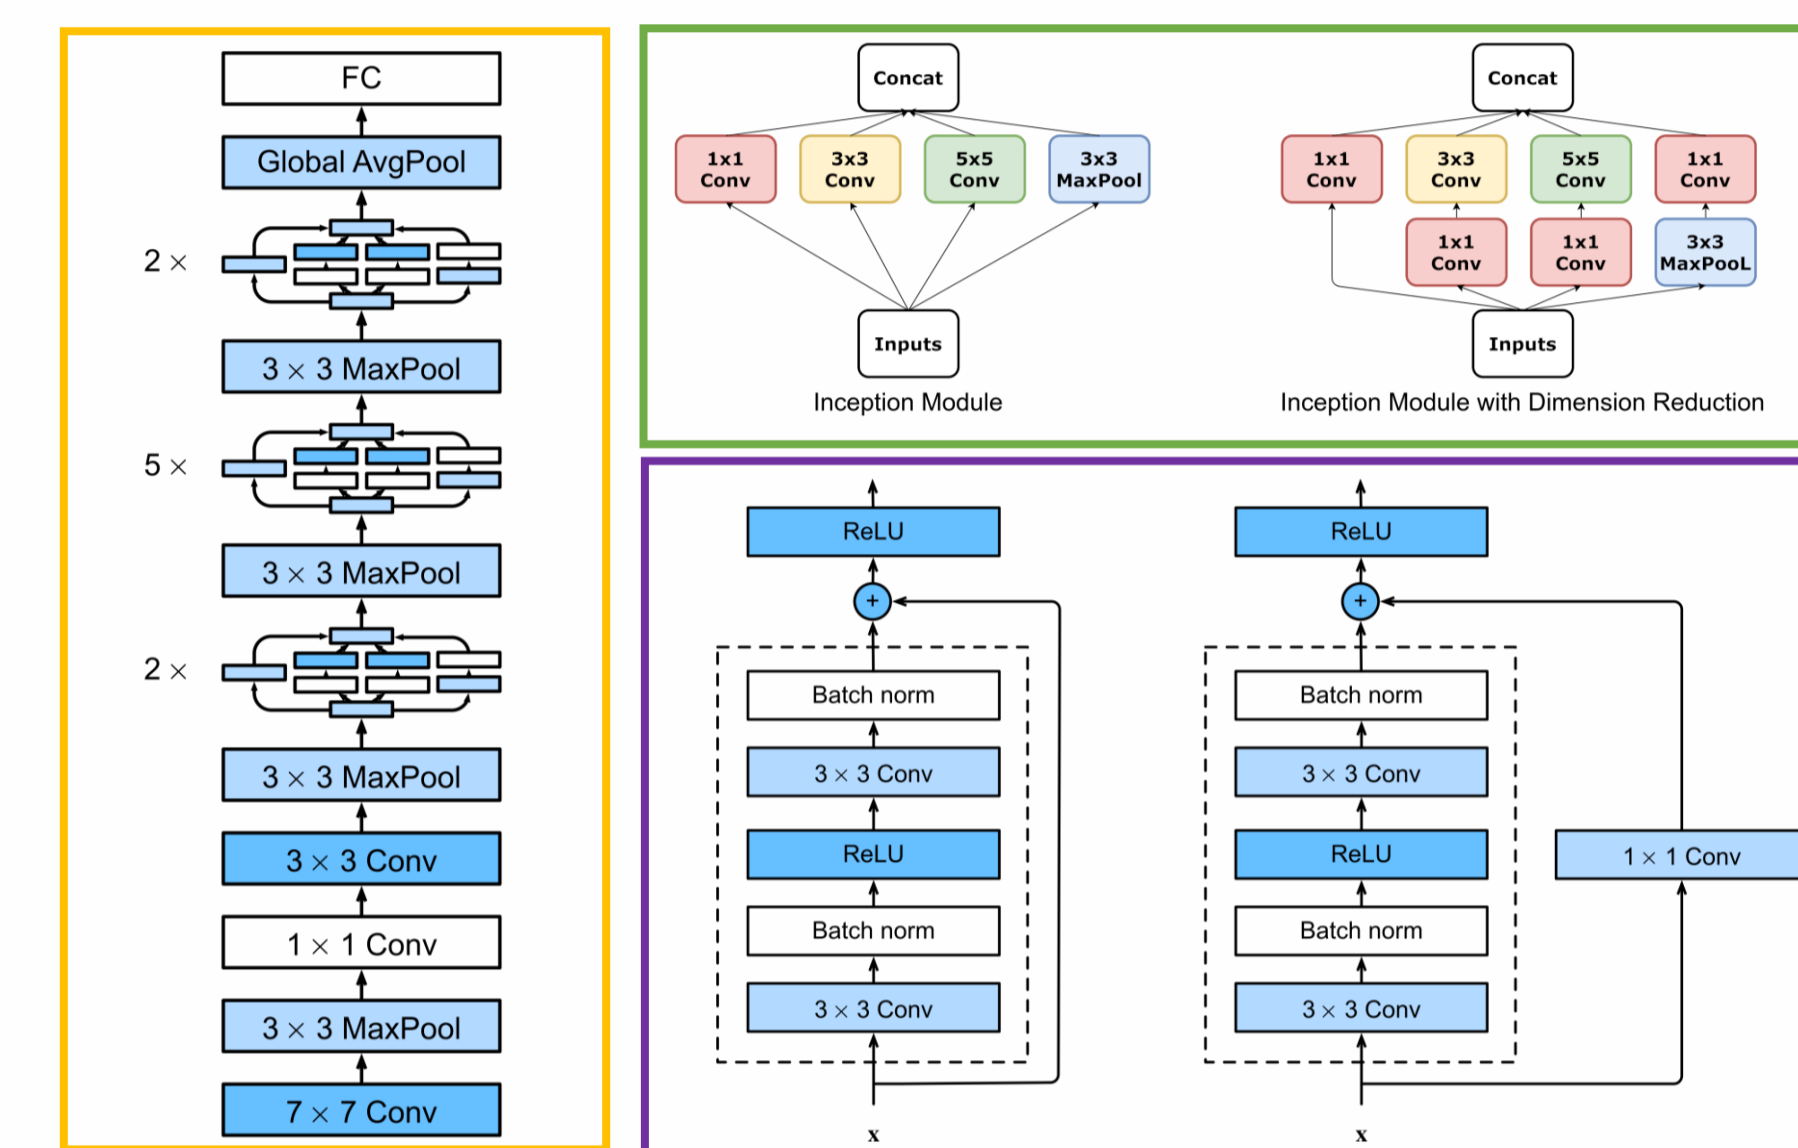 FC
Global AvgPool
2 ×
3 × 3 MaxPool
5 ×
3 × 3 MaxPool
2 ×
3 × 3 MaxPool
3 × 3 Conv
1 × 1 Conv
3 × 3 MaxPool
7 × 7 Conv
Concat
1x1
Conv
3x3
Conv
5x5
Conv
3x3
MaxPool
Inputs
Inception Module
Concat
1x1
Conv
3x3
Conv
5x5
Conv
1x1
Conv
1x1
Conv
1x1
Conv
3x3
MaxPooL
Inputs
Inception Module with Dimension Reduction
ReLU
+
Batch norm
3 × 3 Conv
ReLU
Batch norm
3 × 3 Conv
x
ReLU
+
Batch norm
3 × 3 Conv
ReLU
1 × 1 Conv
Batch norm
3 × 3 Conv
x